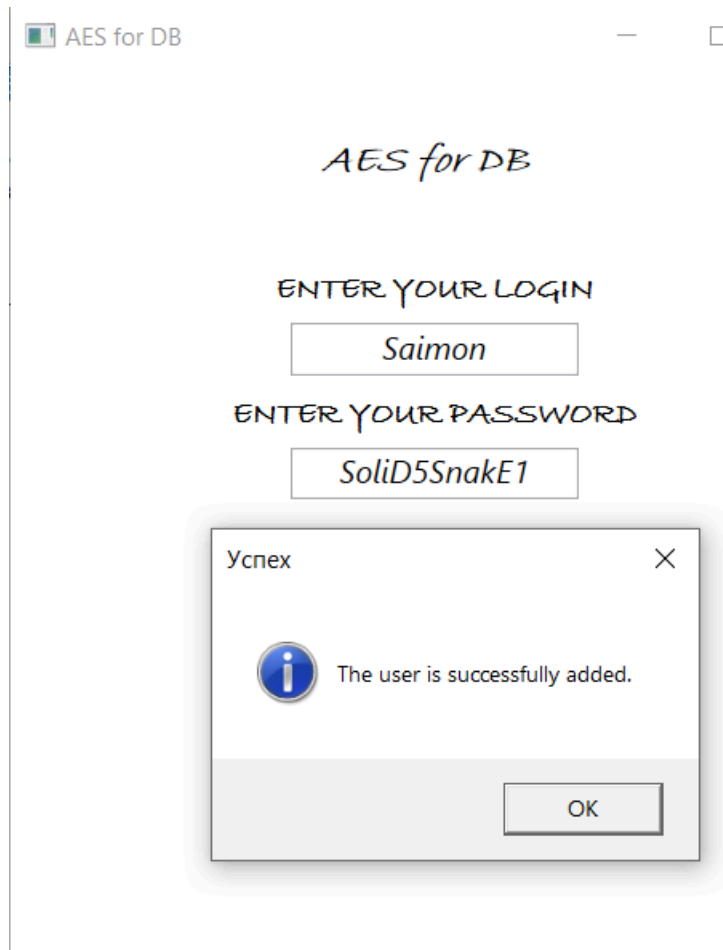 AES for DB
AES for DB
ENTER YOUR LOGIN
Saimon
ENTER YOUR PASSWORD
SoliD5SnakE1
Успех
The user is successfully added.
OK